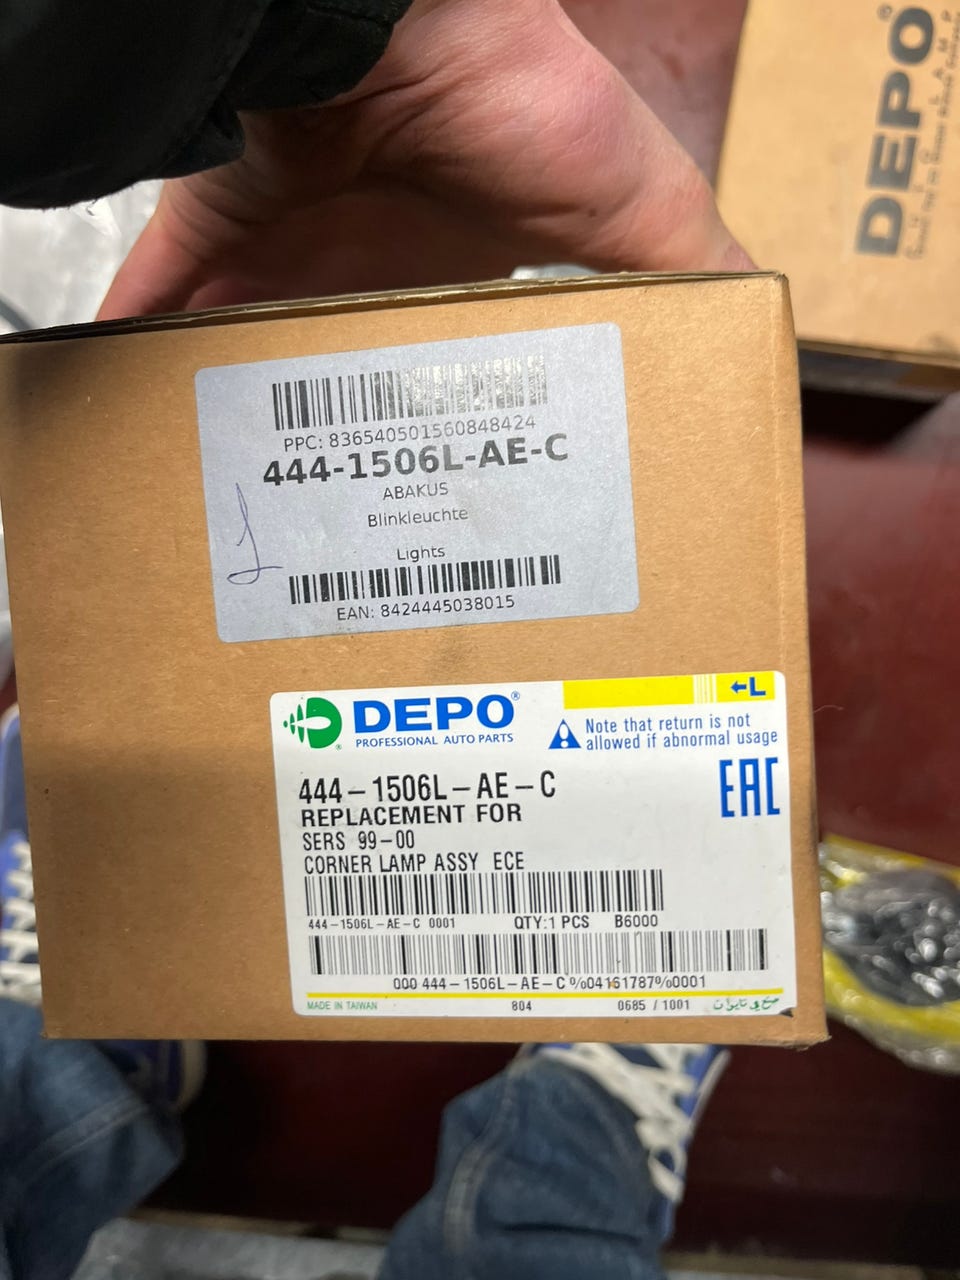 DEPO®
PPC: 836540501560848424
444-1506L-AE-C
ABAKUS
Blinkleuchte
Lights
EAN: 8424445038015
L
DEPO®
PROFESSIONAL AUTO PARTS
←L
Note that return is not
allowed if abnormal usage
EAC
444-1506L-AE-C
REPLACEMENT FOR
SERS 99-00
CORNER LAMP ASSY ECE
444-1506L-AE-C 0001 QTY:1 PCS B6000
000 444-1506L-AE-C%04161787%0001
MADE IN TAIWAN 804 0685 / 1001